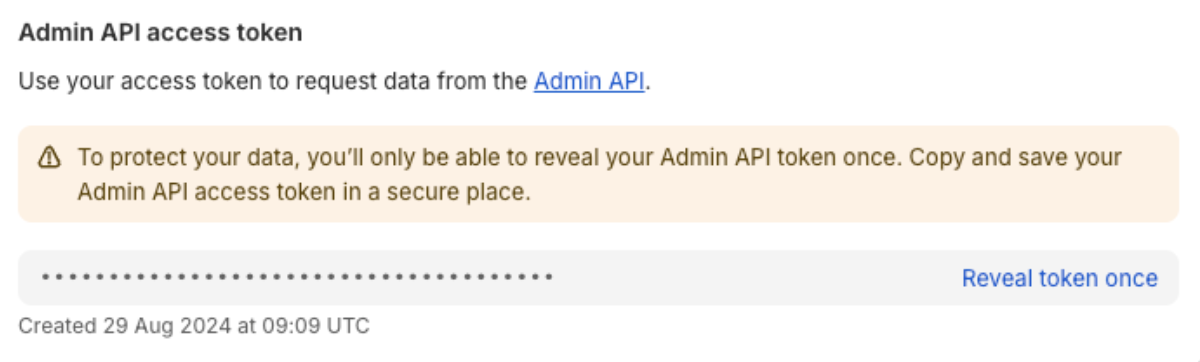 Admin API access token
Use your access token to request data from the Admin API.
To protect your data, you’ll only be able to reveal your Admin API token once. Copy and save your
Admin API access token in a secure place.
••••••••••••••••••••••••••••••••••••••
Reveal token once
Created 29 Aug 2024 at 09:09 UTC